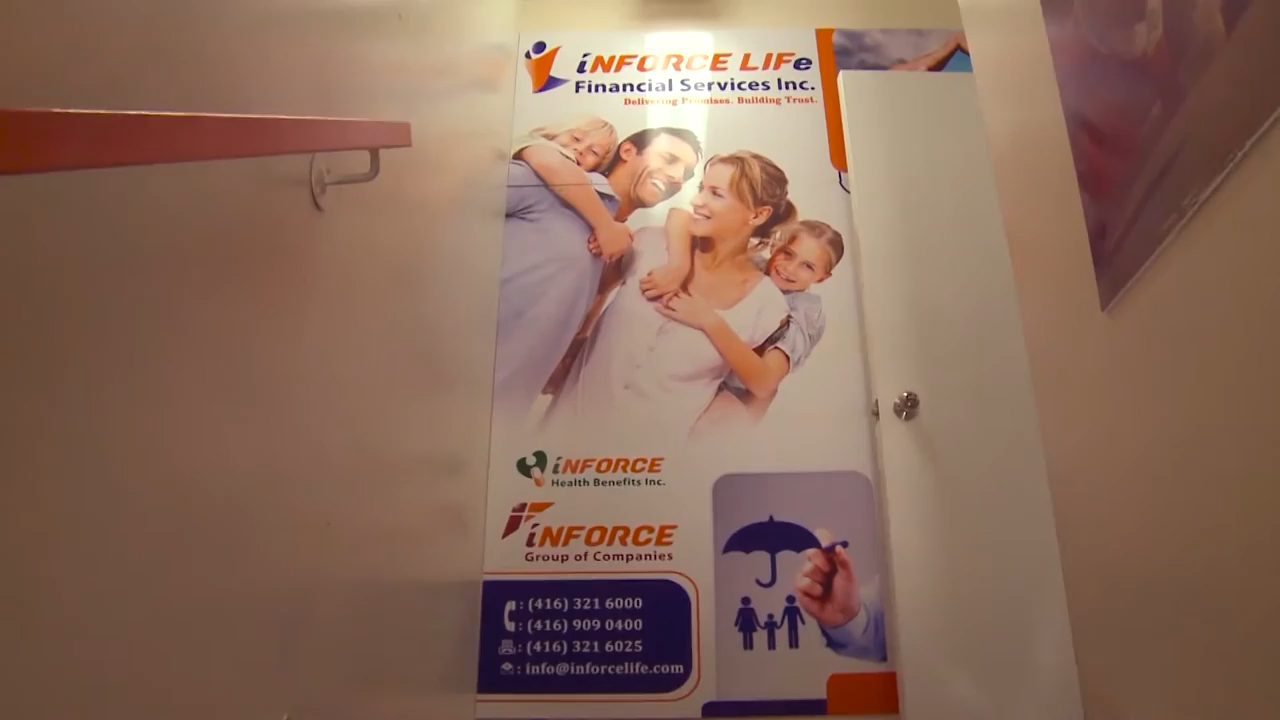 iNFORCE LIFe
Financial Services Inc.
Delivering Promises. Building Trust.
iNFORCE
Health Benefits Inc.
iNFORCE
Group of Companies
: (416) 321 6000
: (416) 909 0400
: (416) 321 6025
: info@inforcelife.com